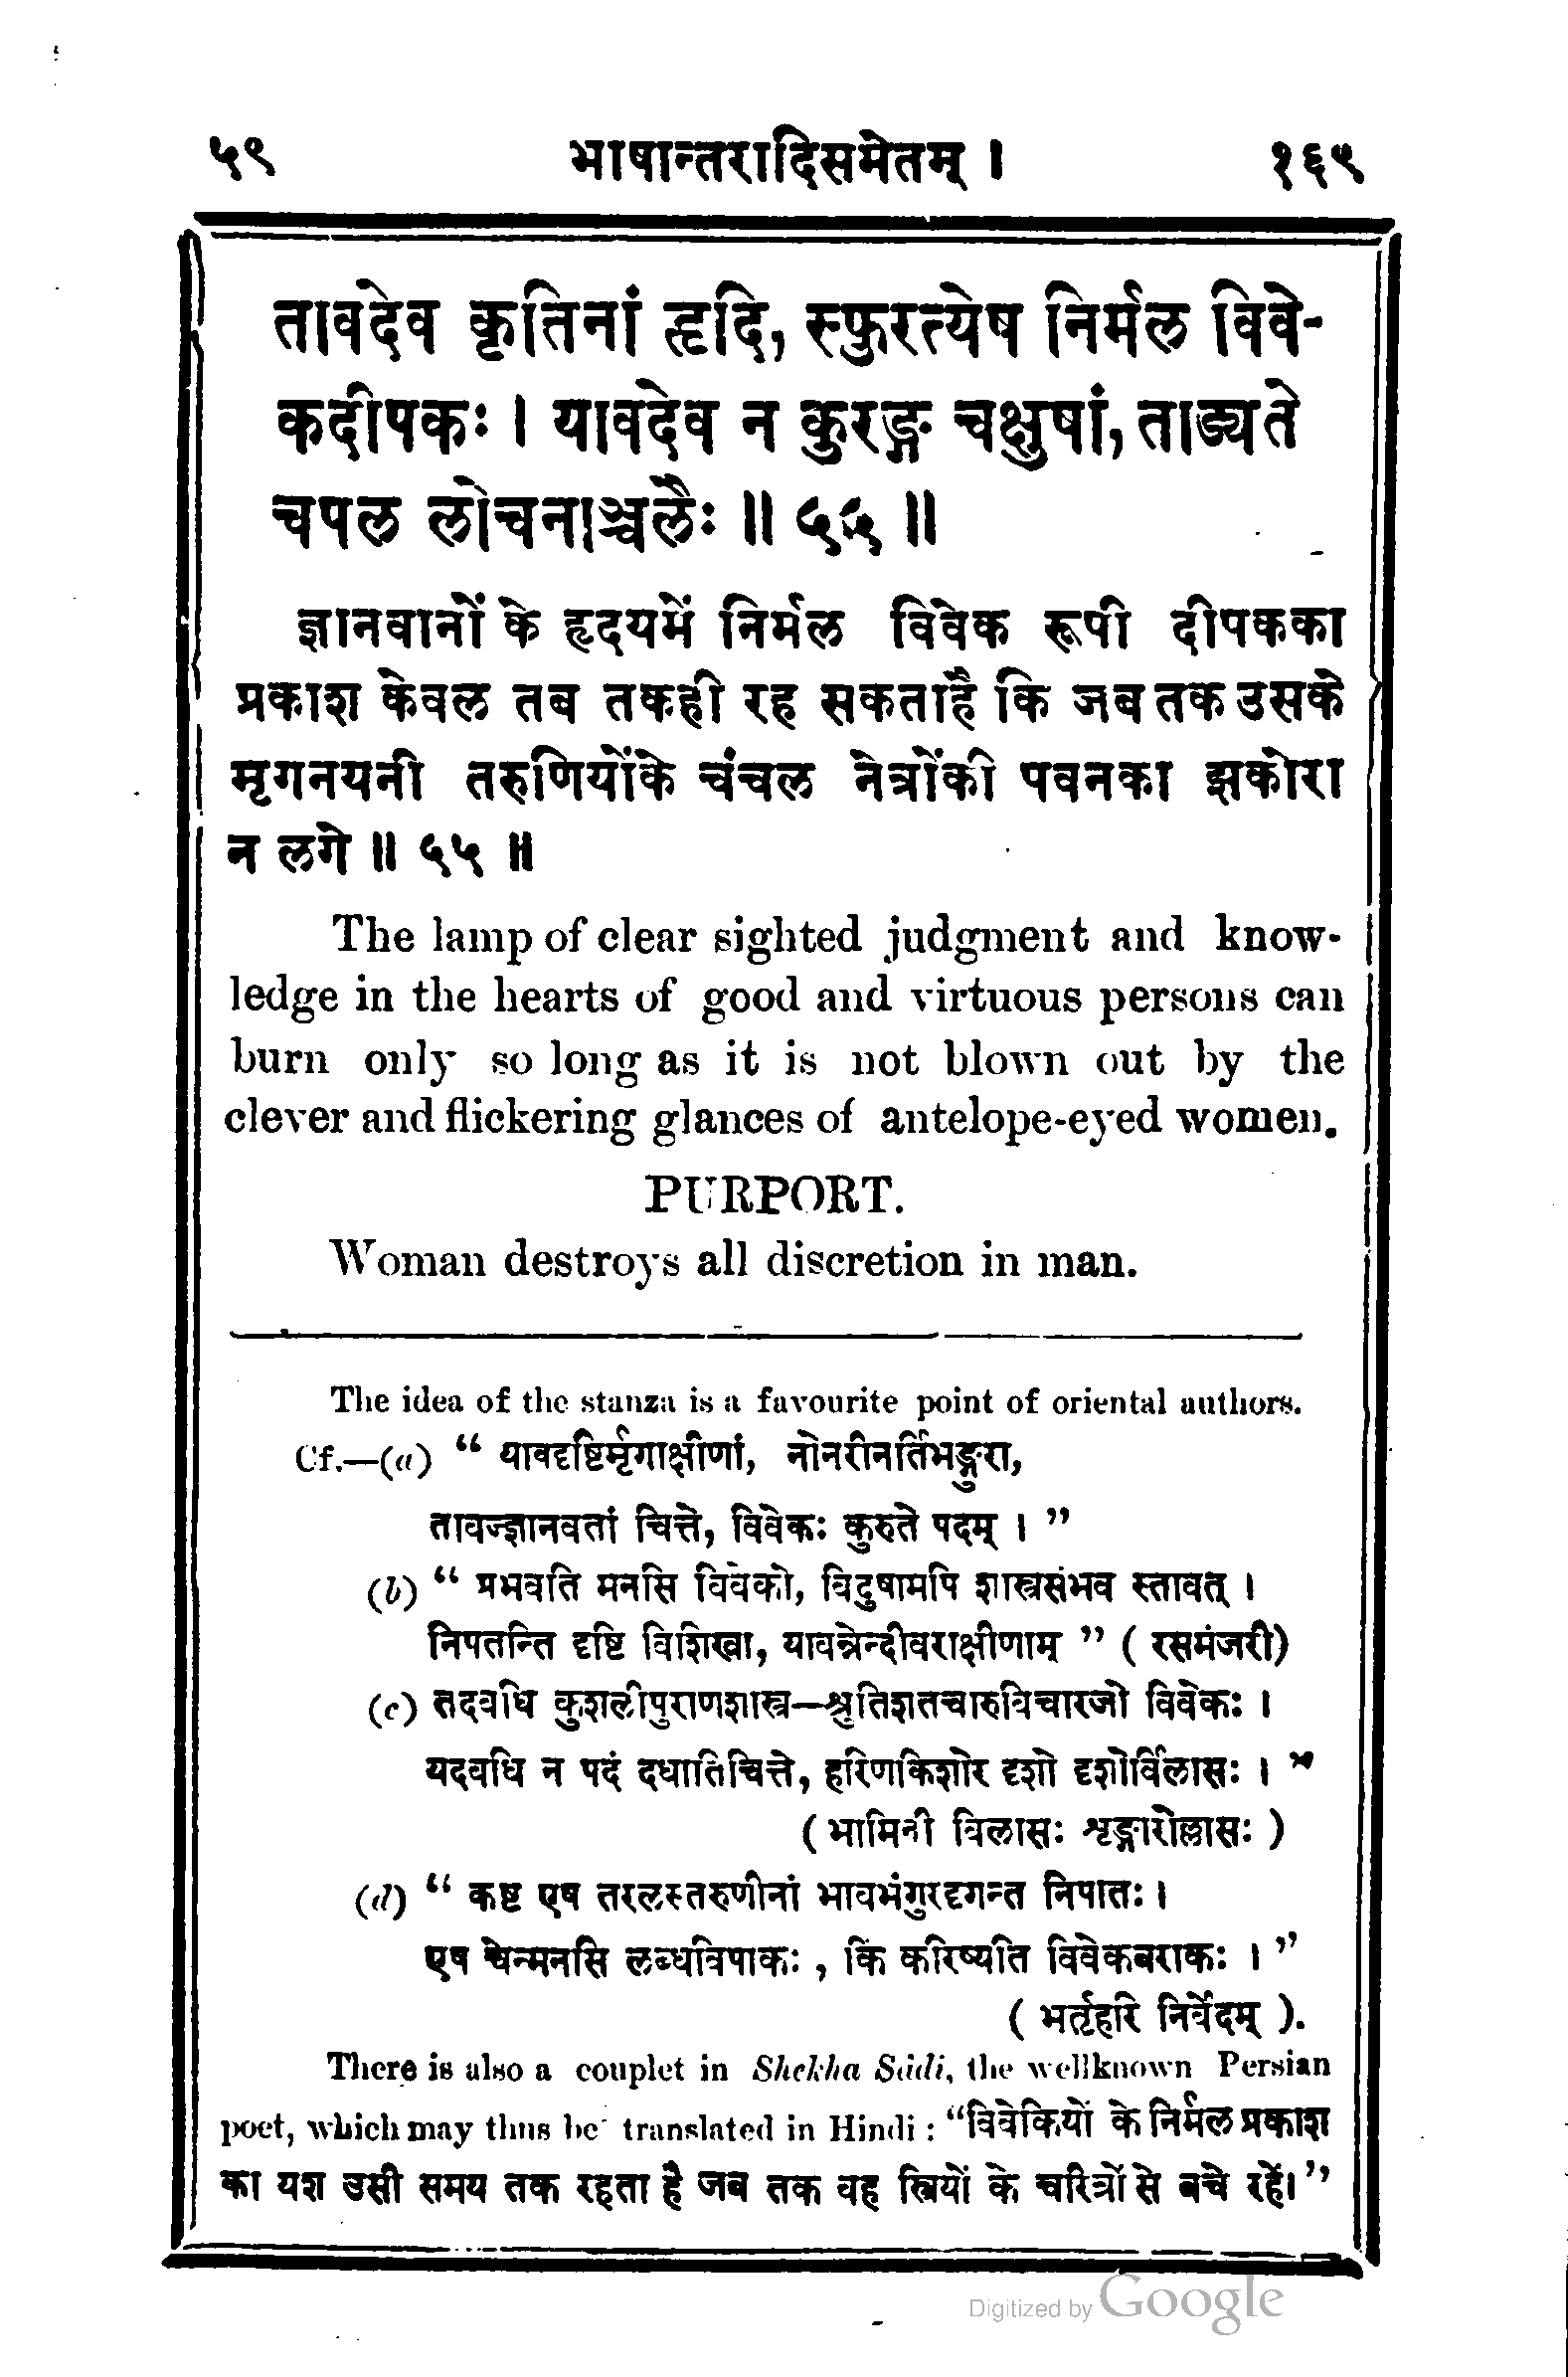 ५९ भाषान्तरादिसमेतम् । १६९
तावदेव कृतिनां हृदि, स्फुरत्येष निर्मल विवे-
कदीपकः । यावदेव न कुरङ्ग चक्षुषां, ताड्यते
चपल लोचनाञ्चलैः ॥ ५५ ॥
ज्ञानवानों के हृदयमें निर्मल विवेक रूपी दीपकका
प्रकाश केवल तब तकही रह सकताहै कि जब तक उसके
मृगनयनी तरुणियोंके चंचल नेत्रोंकी पवनका झकोरा
न लगे ॥ ५५ ॥
The lamp of clear sighted judgment and know-
ledge in the hearts of good and virtuous persons can
burn only so long as it is not blown out by the
clever and flickering glances of antelope-eyed women.
PURPORT.
Woman destroys all discretion in man.
The idea of the stanza is a favourite point of oriental authors.
Cf.—(a) “ यावदृष्टिर्मृगाक्षीणां, नोनरीनर्तिभङ्गुरा,
तावज्ज्ञानवतां चित्ते, विवेकः कुरुते पदम् । ”
(b) “ प्रभवति मनसि विवेको, विदुषामपि शास्त्रसंभव स्तावत् ।
निपतन्ति दृष्टि विशिखा, यावन्नेन्दीवराक्षीणाम् ” ( रसमंजरी)
(c) तदवधि कुशलीपुराणशास्त्र—श्रुतिशतचारुविचारजो विवेकः ।
यदवधि न पदं दधातिचित्ते, हरिणकिशोर दृशो दृशोर्विलासः । ”
( भामिनी विलासः शृङ्गारोल्लासः )
(d) “ कष्ट एष तरलस्तरुणीनां भावभंगुरदृगन्त निपातः ।
एष चेन्मनसि लब्धविपाकः , किं करिष्यति विवेकबराकः । ”
( भर्तृहरि निर्वेदम् ).
There is also a couplet in Shekha Sádi, the wellknown Persian
poet, which may thus be translated in Hindi : “विवेकियों के निर्मल प्रकाश
का यश उसी समय तक रहता है जब तक वह स्त्रियों के चरित्रों से बचे रहें।”
Digitized by Google